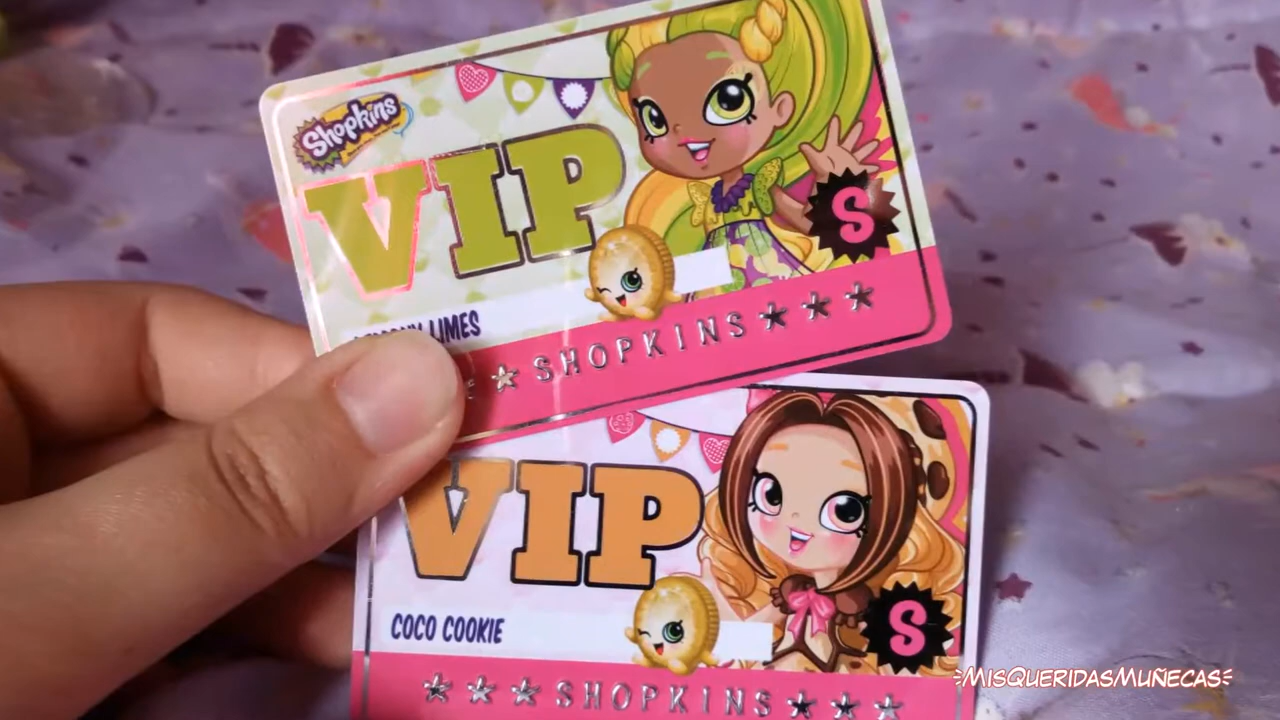 Shopkins
VIP
S
LIMES
SHOPKINS
VIP
COCO COOKIE
S
SHOPKINS
MISQUERIDASMUÑECAS